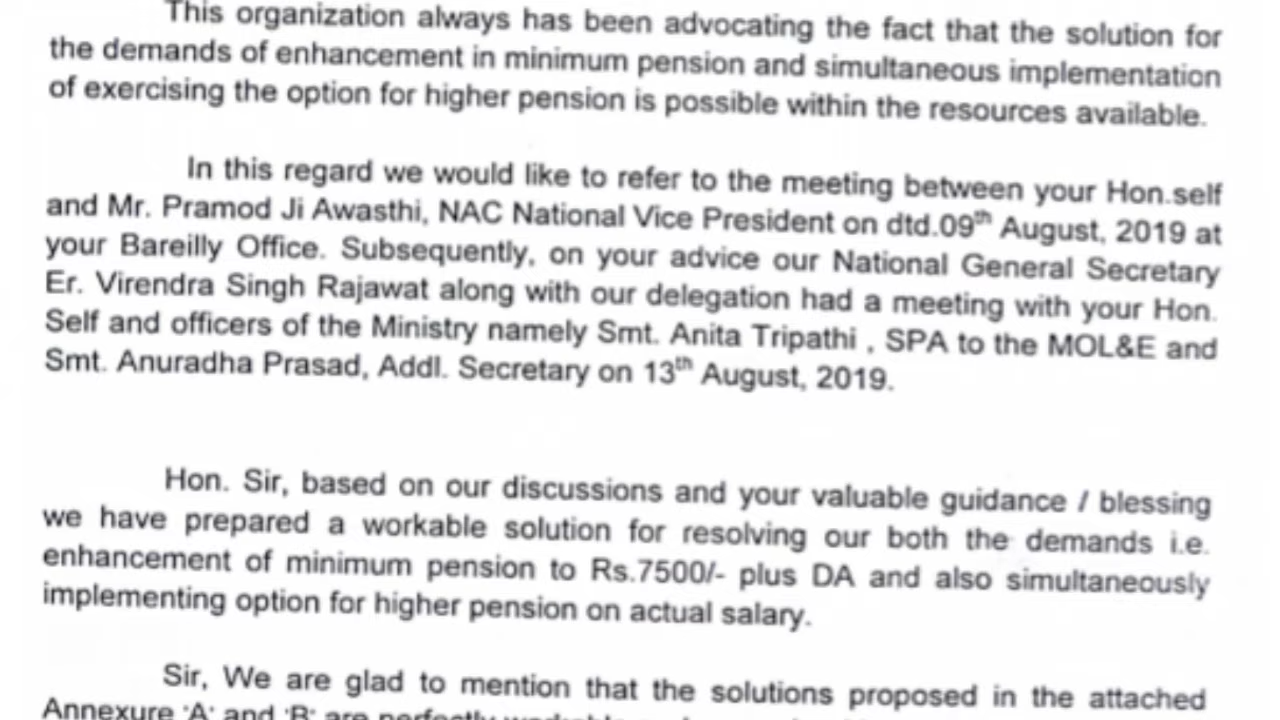 This organization always has been advocating the fact that the solution for
the demands of enhancement in minimum pension and simultaneous implementation
of exercising the option for higher pension is possible within the resources available.
In this regard we would like to refer to the meeting between your Hon.self
and Mr. Pramod Ji Awasthi, NAC National Vice President on dtd.09th August, 2019 at
your Bareilly Office. Subsequently, on your advice our National General Secretary
Er. Virendra Singh Rajawat along with our delegation had a meeting with your Hon.
Self and officers of the Ministry namely Smt. Anita Tripathi , SPA to the MOL&E and
Smt. Anuradha Prasad, Addl. Secretary on 13th August, 2019.
Hon. Sir, based on our discussions and your valuable guidance / blessing
we have prepared a workable solution for resolving our both the demands i.e.
enhancement of minimum pension to Rs.7500/- plus DA and also simultaneously
implementing option for higher pension on actual salary.
Sir, We are glad to mention that the solutions proposed in the attached
Annexure 'A' and 'B' are perfectly workable